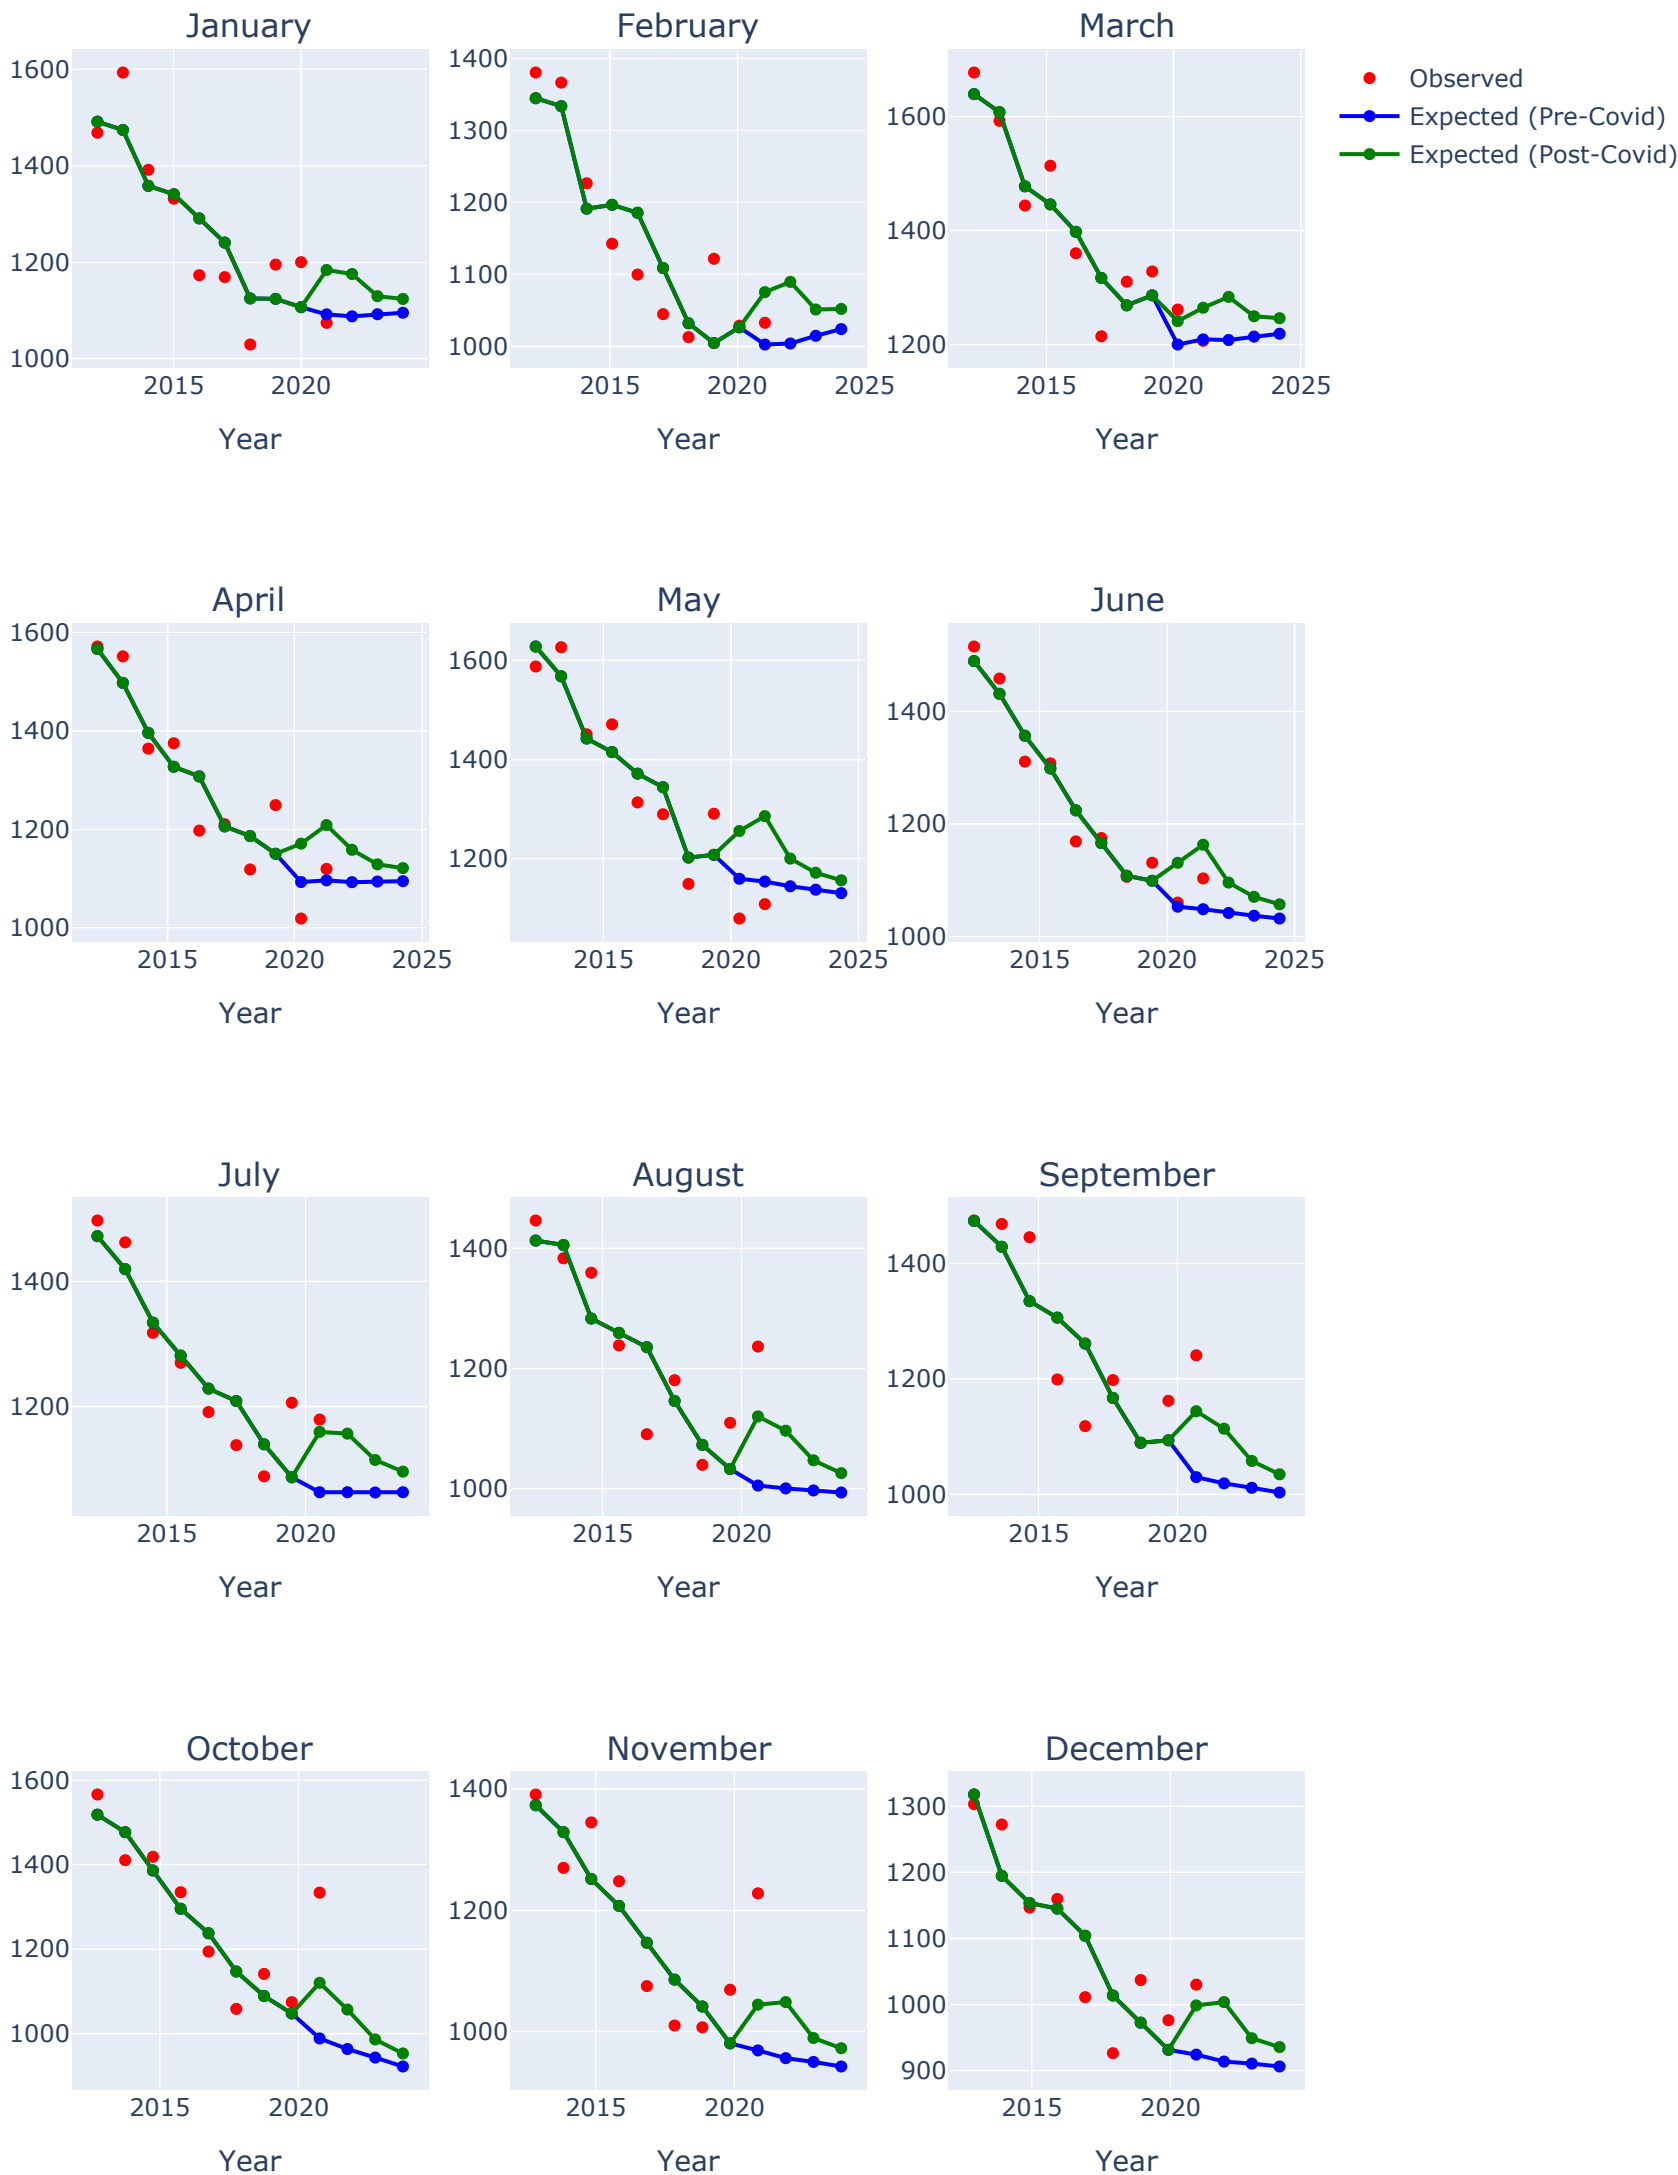 January
February
March
1600
1400
1200
1000
2015
2020
Year
1400
1300
1200
1100
1000
2015
2020
2025
Year
1600
1400
1200
2015
2020
2025
Year
Observed
Expected (Pre-Covid)
Expected (Post-Covid)
April
May
June
1600
1400
1200
1000
2015
2020
2025
Year
1600
1400
1200
2015
2020
2025
Year
1400
1200
1000
2015
2020
2025
Year
July
August
September
1400
1200
2015
2020
Year
1400
1200
1000
2015
2020
Year
1400
1200
1000
2015
2020
Year
October
November
December
1600
1400
1200
1000
2015
2020
Year
1400
1200
1000
2015
2020
Year
1300
1200
1100
1000
900
2015
2020
Year